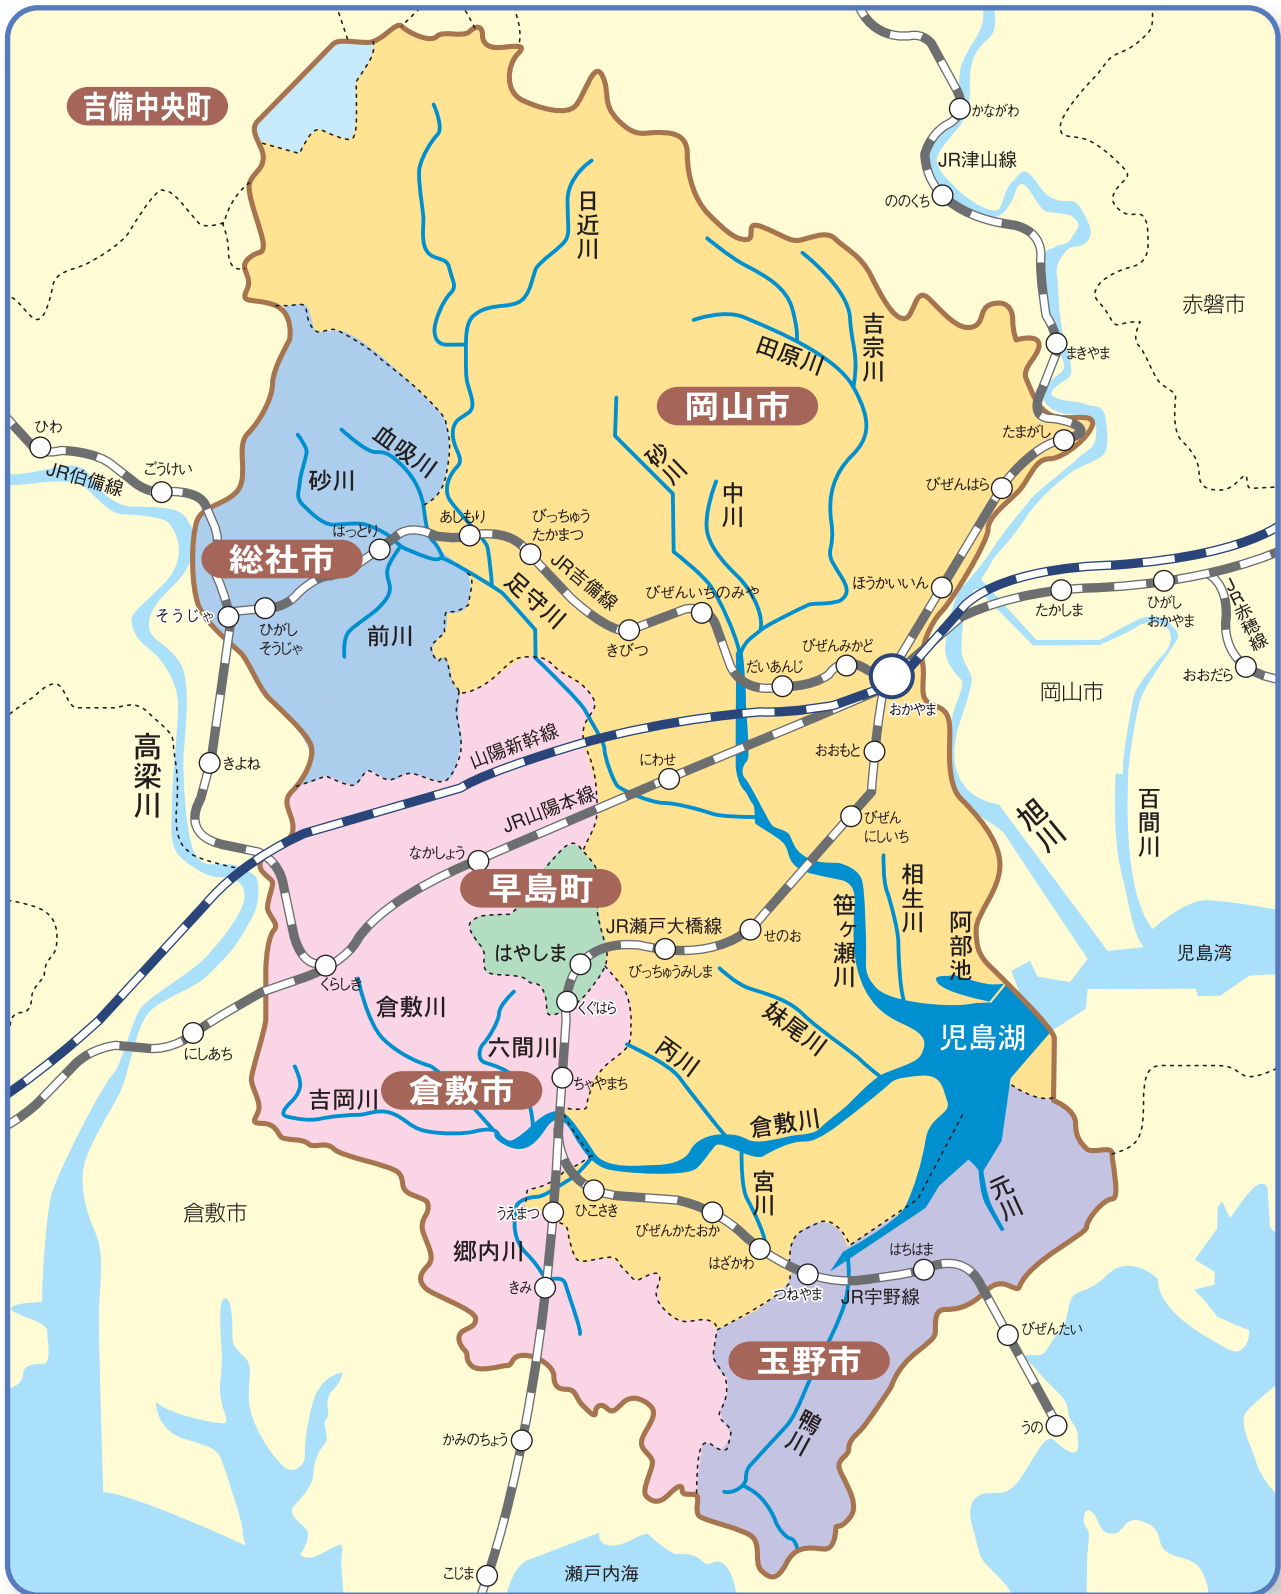 吉備中央町
かながわ
JR津山線
ののくち
日近川
赤磐市
吉宗川
田原川
まきやま
岡山市
ひわ
JR伯備線
ごうけい
血吸川
砂川
砂川
中川
たまがし
びぜんはら
はっとり
あしもり
びっちゅう
たかまつ
総社市
JR吉備線
足守川
そうじゃ
ひがし
そうじゃ
前川
きびつ
びぜんいちのみや
ほうかいいん
たかしま
ひがし
おかやま
JR赤穂線
おおだら
びぜんみかど
だいあんじ
おかやま
岡山市
高梁川
きよね
山陽新幹線
にわせ
おおもと
JR山陽本線
びぜん
にしいち
旭川
百間川
なかしょう
早島町
相生川
笹ヶ瀬川
阿部池
JR瀬戸大橋線
はやしま
びっちゅうみしま
せのお
児島湾
くらしき
倉敷川
くぐはら
妹尾川
児島湖
にしあち
六間川
丙川
ちゃやまち
倉敷市
吉岡川
倉敷川
宮川
元川
倉敷市
うえまつ
ひこさき
びぜんかたおか
郷内川
はざかわ
はちはま
きみ
つねやま
JR宇野線
びぜんたい
玉野市
鴨川
うの
かみのちょう
こじま
瀬戸内海